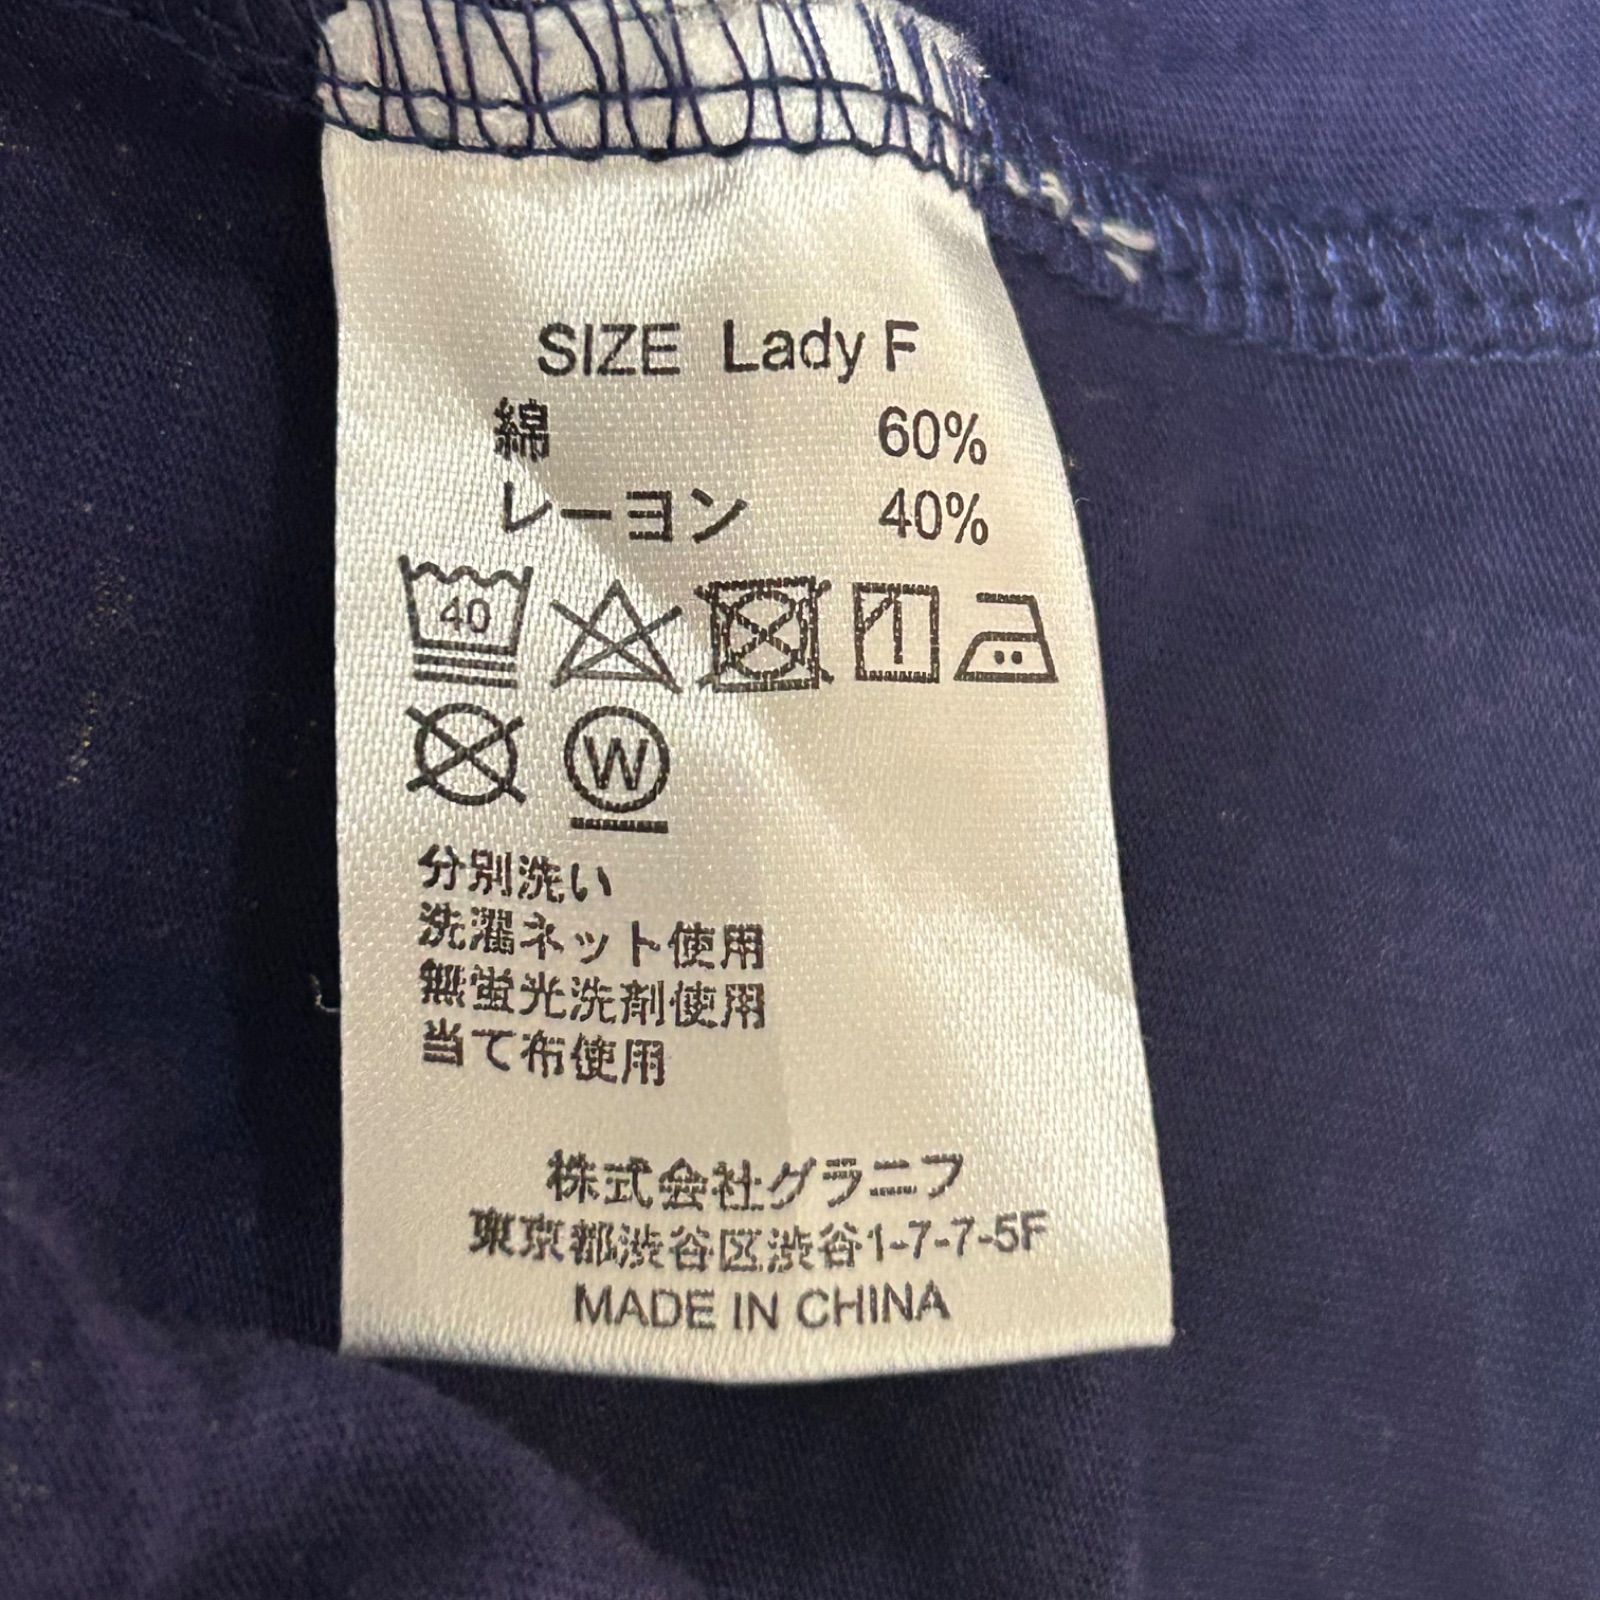 SIZE Lady F
綿 60%
レーヨン 40%
40
W
分別洗い
洗濯ネット使用
無蛍光洗剤使用
当て布使用
株式会社グラニフ
東京都渋谷区渋谷1-7-7-5F
MADE IN CHINA